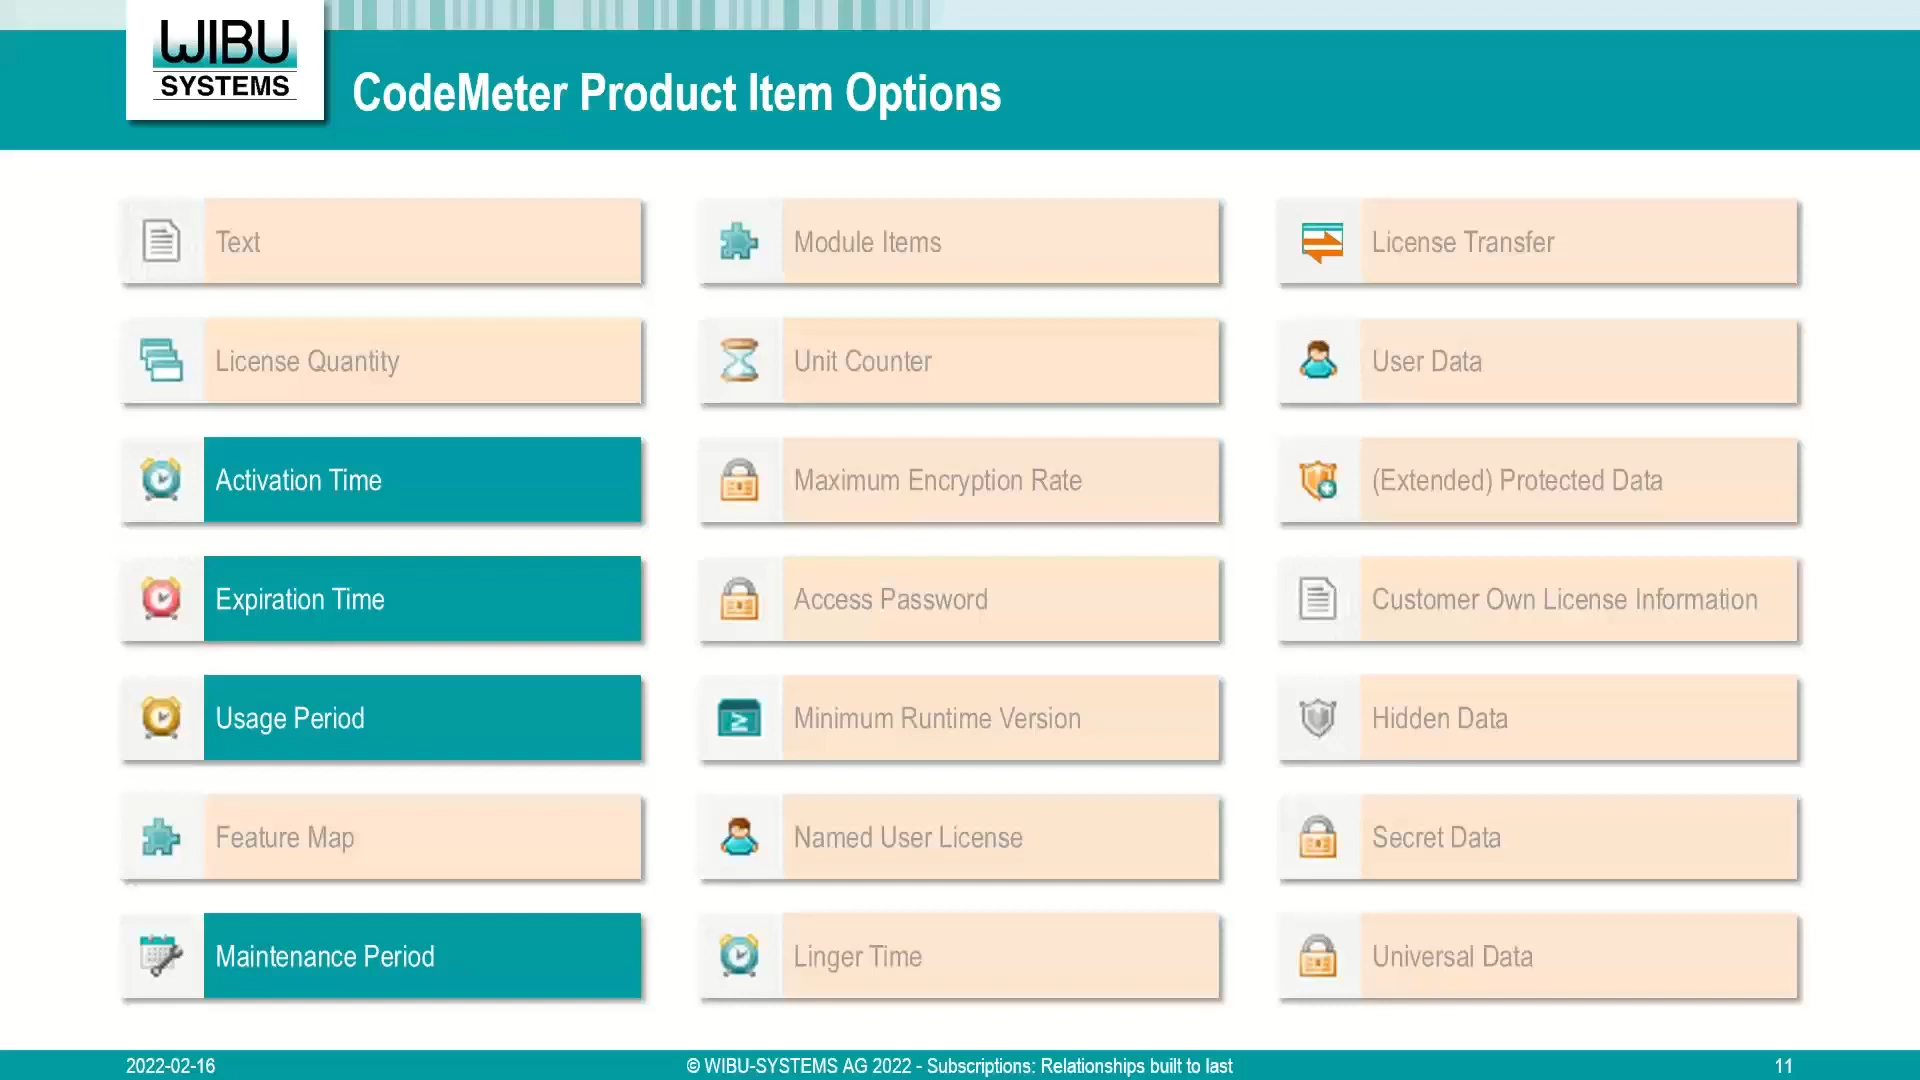 WIBU
SYSTEMS
CodeMeter Product Item Options
Text
License Quantity
Activation Time
Expiration Time
Usage Period
Feature Map
Maintenance Period
Module Items
Unit Counter
Maximum Encryption Rate
Access Password
Minimum Runtime Version
Named User License
Linger Time
License Transfer
User Data
(Extended) Protected Data
Customer Own License Information
Hidden Data
Secret Data
Universal Data
2022-02-16
© WIBU-SYSTEMS AG 2022 - Subscriptions: Relationships built to last
11